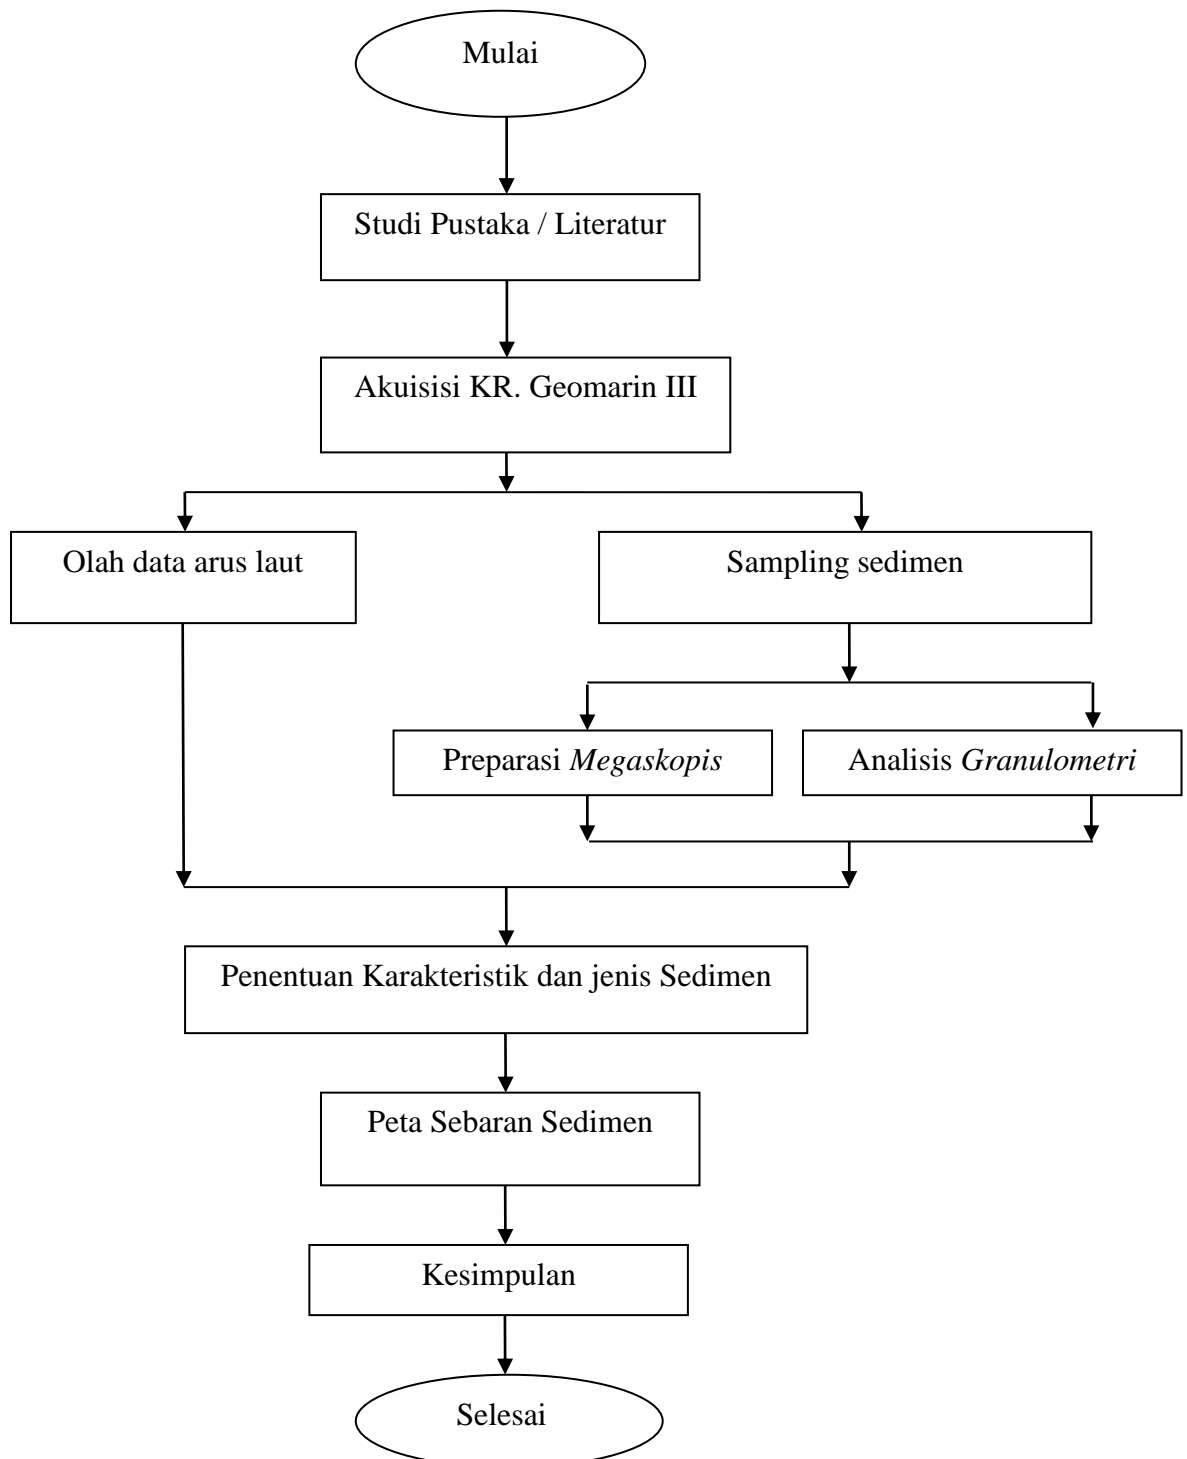 Mulai
Studi Pustaka / Literatur
Akuisisi KR. Geomarin III
Olah data arus laut
Sampling sedimen
Preparasi Megaskopis
Analisis Granulometri
Penentuan Karakteristik dan jenis Sedimen
Peta Sebaran Sedimen
Kesimpulan
Selesai